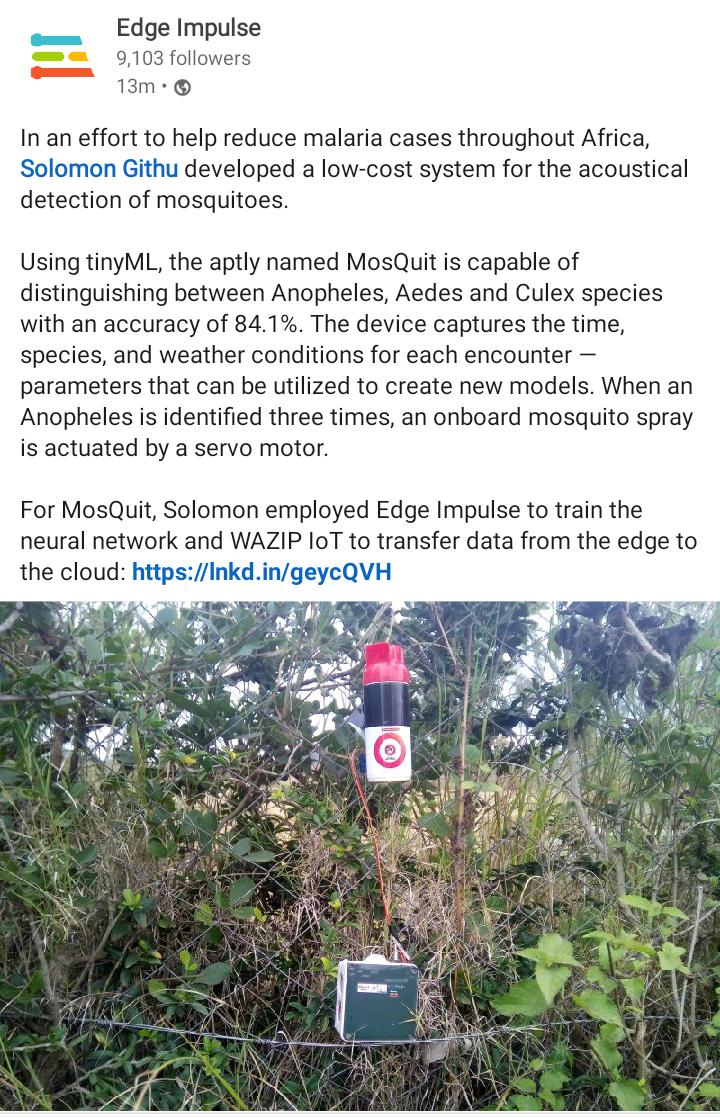 Edge Impulse
9,103 followers
13m •
In an effort to help reduce malaria cases throughout Africa,
Solomon Githu developed a low-cost system for the acoustical
detection of mosquitoes.
Using tinyML, the aptly named MosQuit is capable of
distinguishing between Anopheles, Aedes and Culex species
with an accuracy of 84.1%. The device captures the time,
species, and weather conditions for each encounter —
parameters that can be utilized to create new models. When an
Anopheles is identified three times, an onboard mosquito spray
is actuated by a servo motor.
For MosQuit, Solomon employed Edge Impulse to train the
neural network and WAZIP IoT to transfer data from the edge to
the cloud: https://lnkd.in/geycQVH